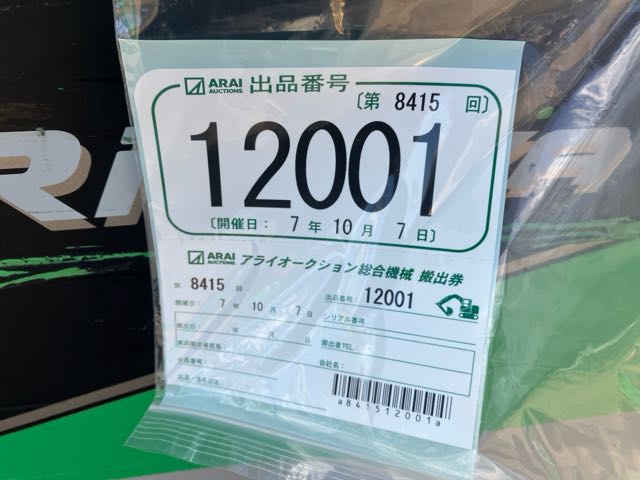 ARAI AUCTIONS 出品番号
〔第 8415 回〕
12001
〔開催日: 7 年 10 月 7 日〕
ARAI AUCTIONS アライオークション総合機械 搬出券
第 8415 回
出品番号: 12001
開催日: 7 年 10 月 7 日
シリアル番号
搬出日: 年 月 日
搬出者TEL:
会員番号:
会社名:
a841512001a